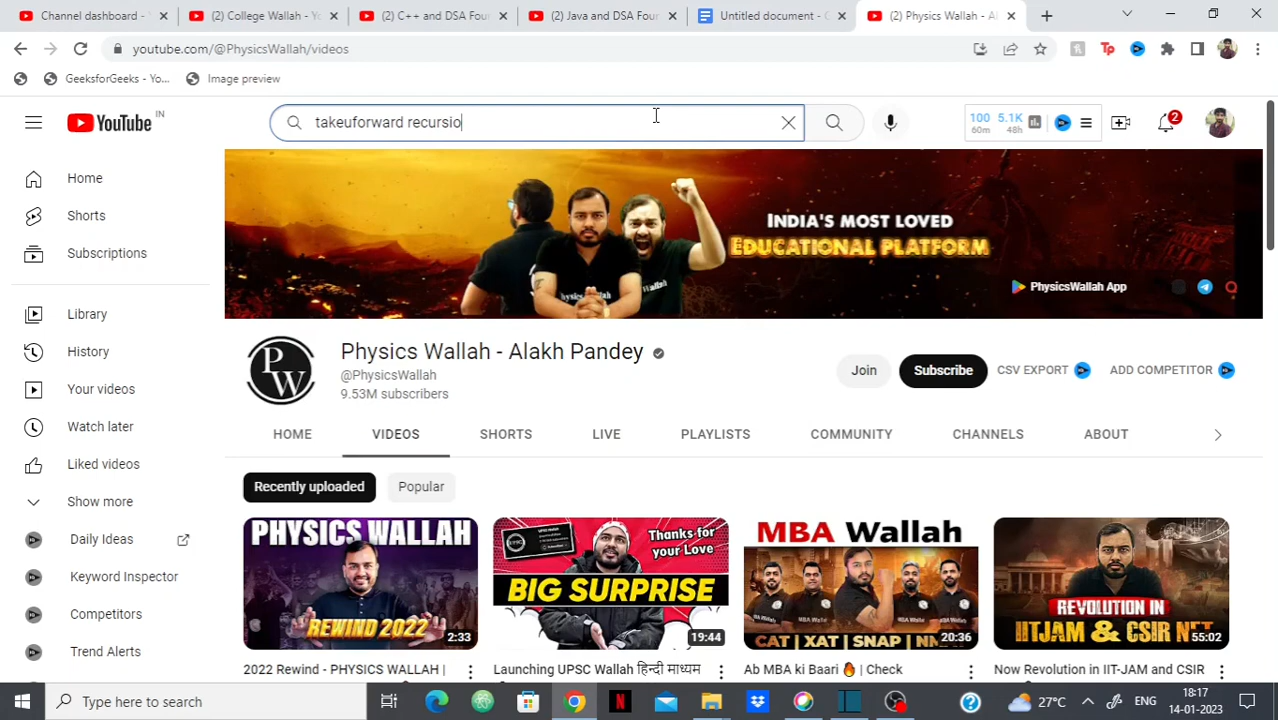 Channel dashboard -
(2) College Wallah - Yo
(2) C++ and DSA Fou
(2) Java and DSA Four
Untitled document - G
(2) Physics Wallah - Al
youtube.com/@PhysicsWallah/videos
GeeksforGeeks - Yo...
Image preview
YouTube IN
takeuforward recursio
100 5.1K
60m 48h
2
Home
Shorts
Subscriptions
Library
History
Your videos
Watch later
Liked videos
Show more
Daily Ideas
Keyword Inspector
Competitors
Trend Alerts
INDIA'S MOST LOVED
EDUCATIONAL PLATFORM
PhysicsWallah App
PW
Physics Wallah - Alakh Pandey
@PhysicsWallah
9.53M subscribers
Join
Subscribe
CSV EXPORT
ADD COMPETITOR
HOME
VIDEOS
SHORTS
LIVE
PLAYLISTS
COMMUNITY
CHANNELS
ABOUT
Recently uploaded
Popular
PHYSICS WALLAH
REWIND 2022
2:33
2022 Rewind - PHYSICS WALLAH |
Thanks for
your Love
BIG SURPRISE
19:44
Launching UPSC Wallah हिन्दी माध्यम
MBA Wallah
CAT | XAT | SNAP |
20:36
Ab MBA ki Baari 🔥 | Check
REVOLUTION IN
IIT JAM & CSIR NET
55:02
Now Revolution in IIT-JAM and CSIR
Type here to search
27°C
ENG
18:17
14-01-2023